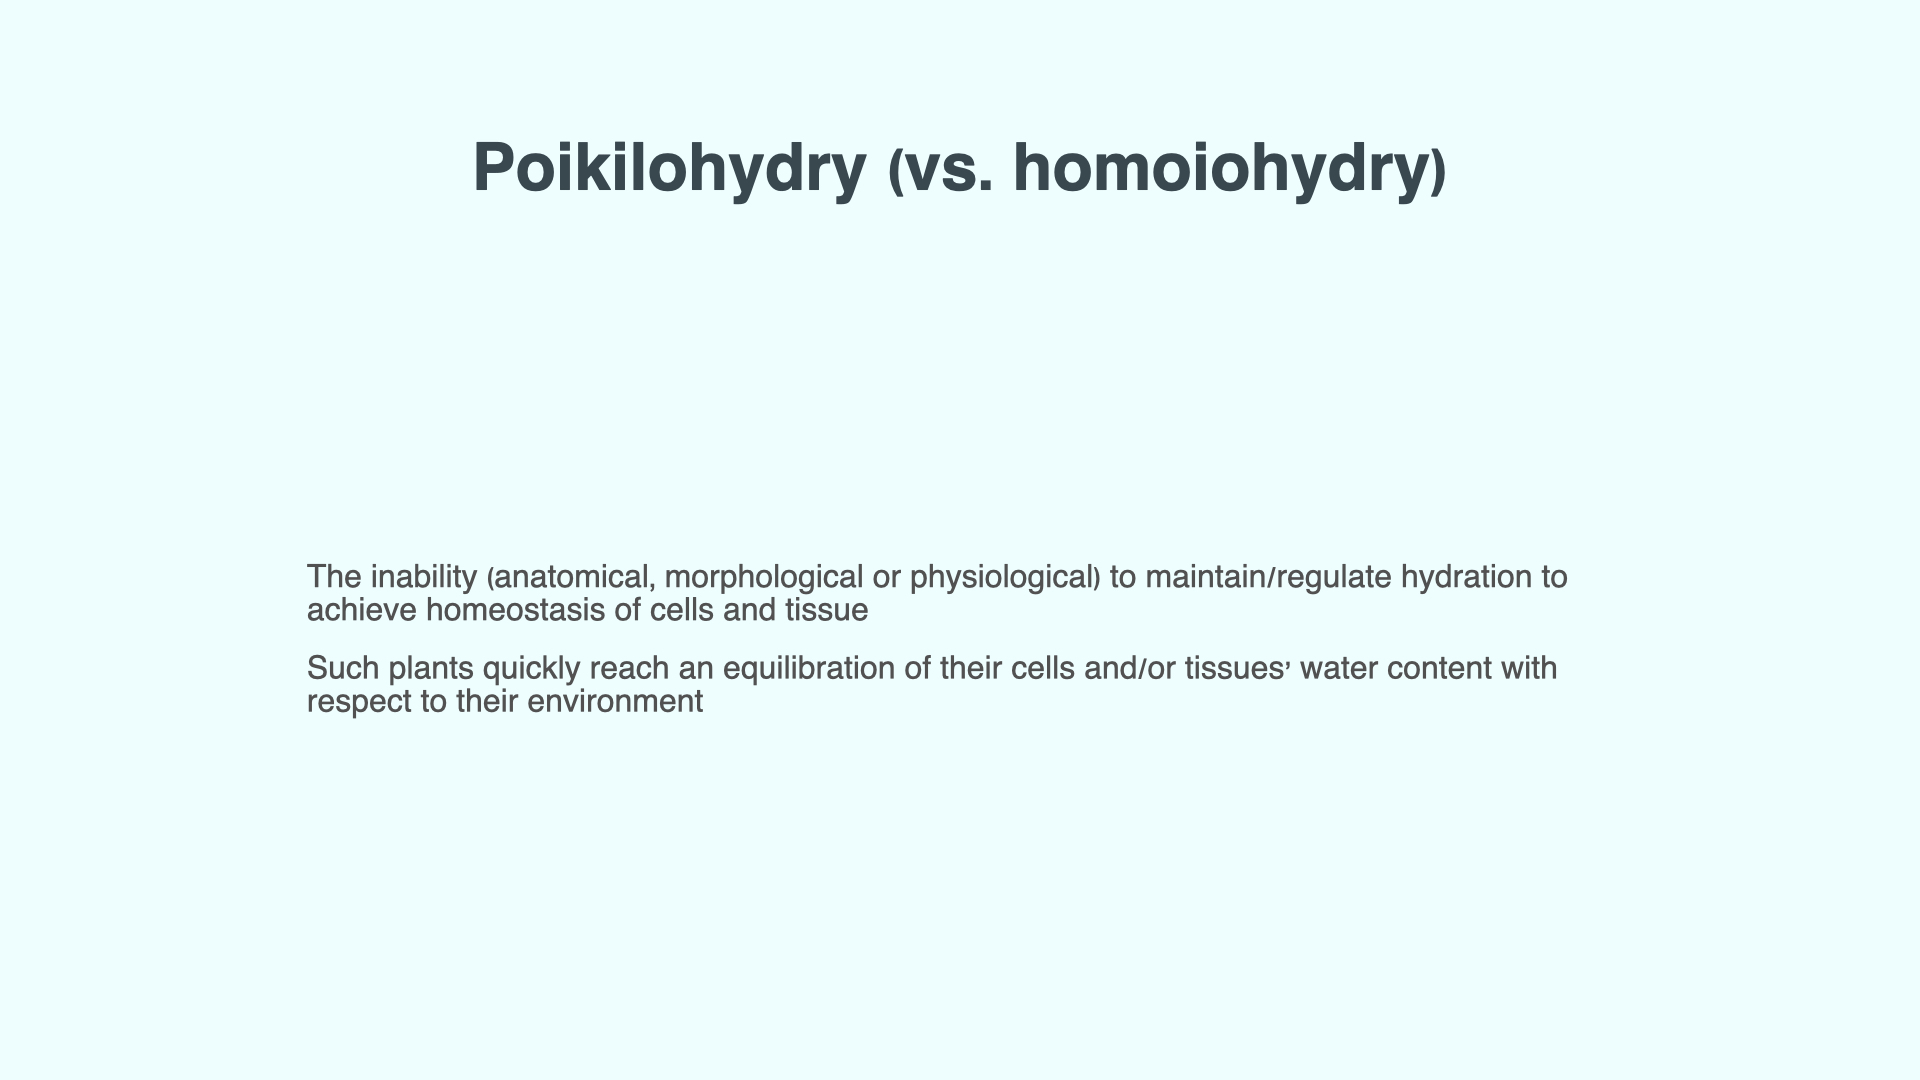 Poikilohydry (vs. homoiohydry)
The inability (anatomical, morphological or physiological) to maintain/regulate hydration to
achieve homeostasis of cells and tissue
Such plants quickly reach an equilibration of their cells and/or tissues’ water content with
respect to their environment